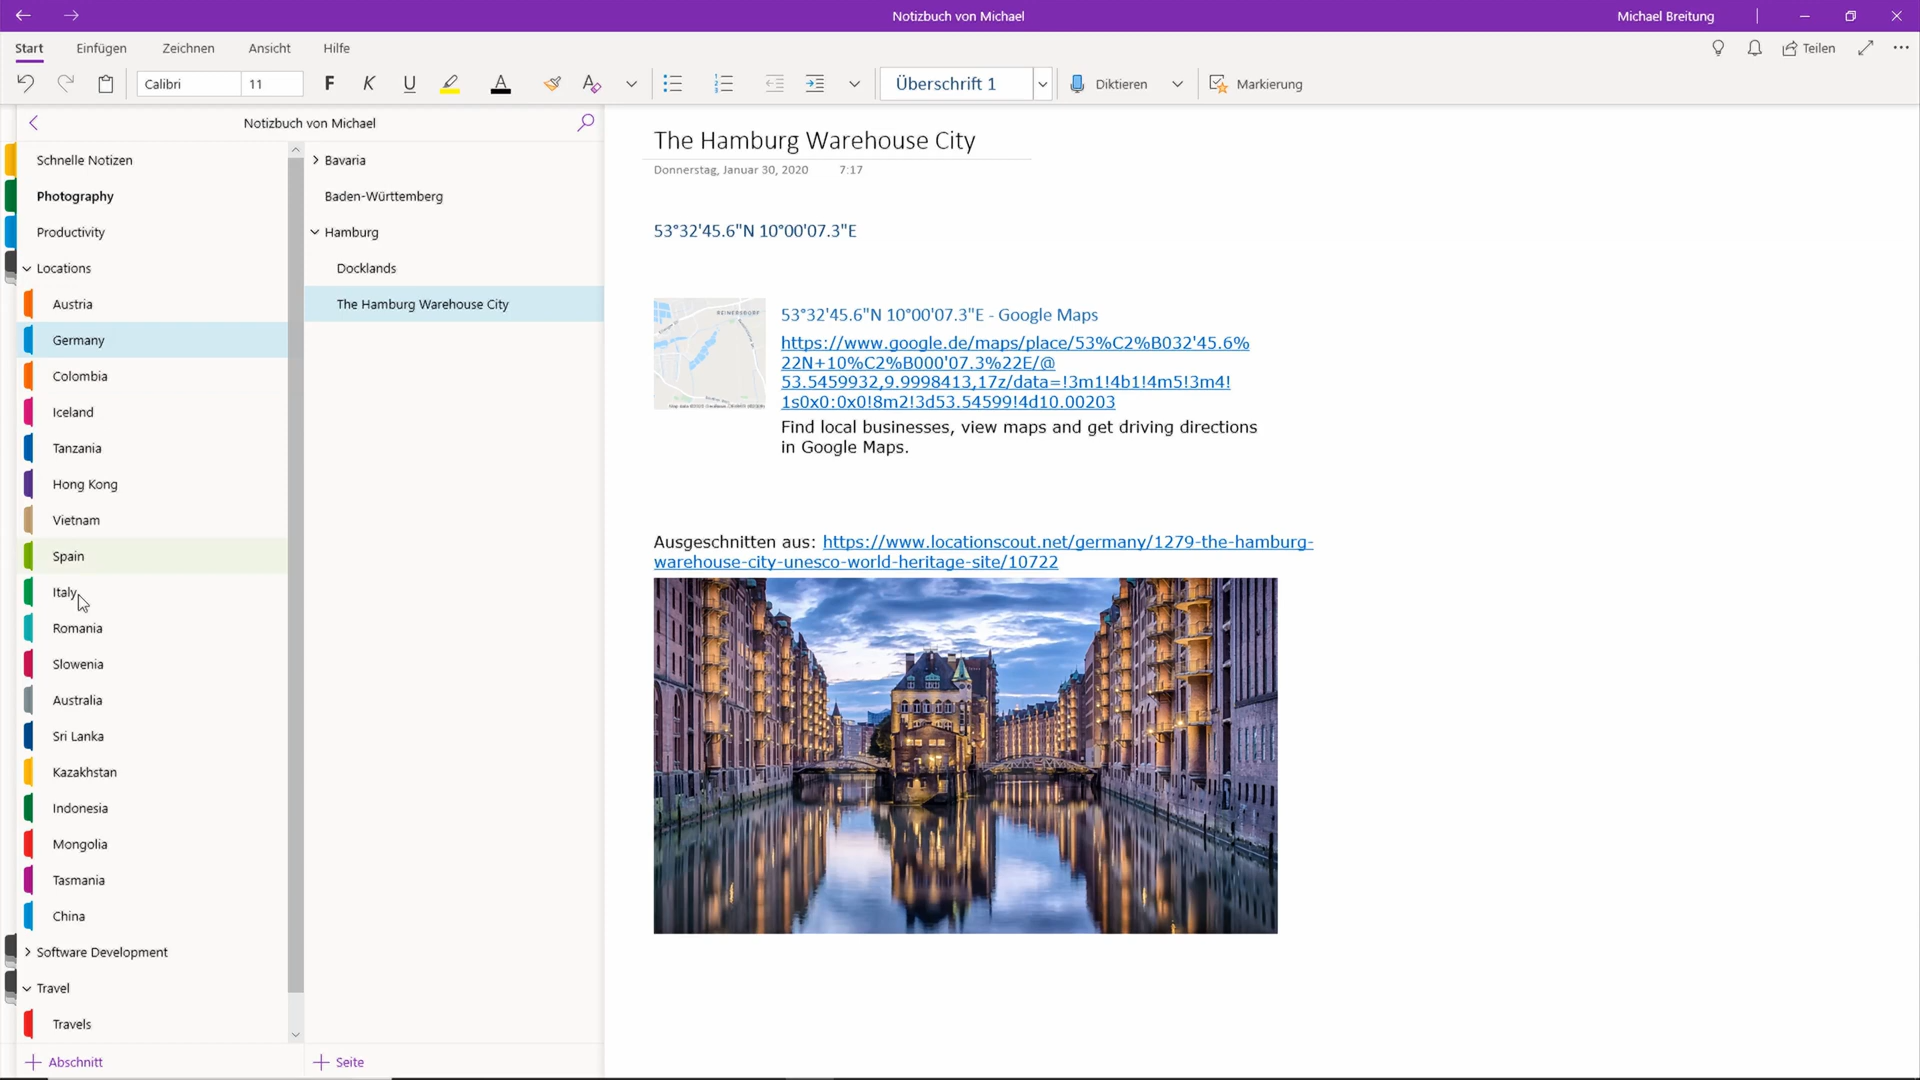 Notizbuch von Michael
Michael Breitung
Start Einfügen Zeichnen Ansicht Hilfe
Teilen
Calibri 11 F K U A A Überschrift 1 Diktieren Markierung
Notizbuch von Michael
Schnelle Notizen
Photography
Productivity
Locations
Austria
Germany
Colombia
Iceland
Tanzania
Hong Kong
Vietnam
Spain
Italy
Romania
Slowenia
Australia
Sri Lanka
Kazakhstan
Indonesia
Mongolia
Tasmania
China
Software Development
Travel
Travels
Abschnitt
Bavaria
Baden-Württemberg
Hamburg
Docklands
The Hamburg Warehouse City
Seite
The Hamburg Warehouse City
Donnerstag, Januar 30, 2020 7:17
53°32'45.6"N 10°00'07.3"E
REINERSDORF
53°32'45.6"N 10°00'07.3"E - Google Maps
https://www.google.de/maps/place/53%C2%B032'45.6%
22N+10%C2%B000'07.3%22E/@
53.5459932,9.9998413,17z/data=!3m1!4b1!4m5!3m4!
1s0x0:0x0!8m2!3d53.54599!4d10.00203
Find local businesses, view maps and get driving directions
in Google Maps.
Ausgeschnitten aus: https://www.locationscout.net/germany/1279-the-hamburg-
warehouse-city-unesco-world-heritage-site/10722